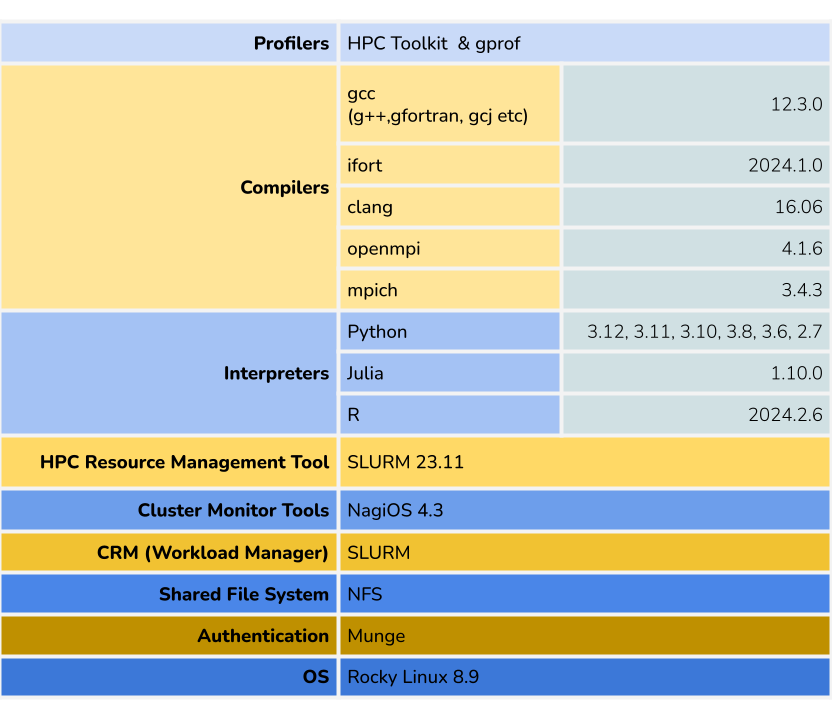 Profilers HPC Toolkit & gprof
Compilers
gcc
(g++,gfortran, gcj etc) 12.3.0
ifort 2024.1.0
clang 16.06
openmpi 4.1.6
mpich 3.4.3
Interpreters
Python 3.12, 3.11, 3.10, 3.8, 3.6, 2.7
Julia 1.10.0
R 2024.2.6
HPC Resource Management Tool SLURM 23.11
Cluster Monitor Tools NagiOS 4.3
CRM (Workload Manager) SLURM
Shared File System NFS
Authentication Munge
OS Rocky Linux 8.9